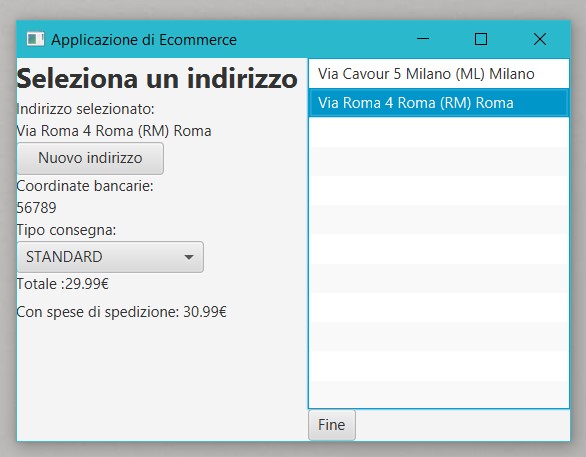 Applicazione di Ecommerce
Seleziona un indirizzo
Indirizzo selezionato:
Via Roma 4 Roma (RM) Roma
Nuovo indirizzo
Coordinate bancarie:
56789
Tipo consegna:
STANDARD
Totale :29.99€
Con spese di spedizione: 30.99€
Via Cavour 5 Milano (ML) Milano
Via Roma 4 Roma (RM) Roma
Fine